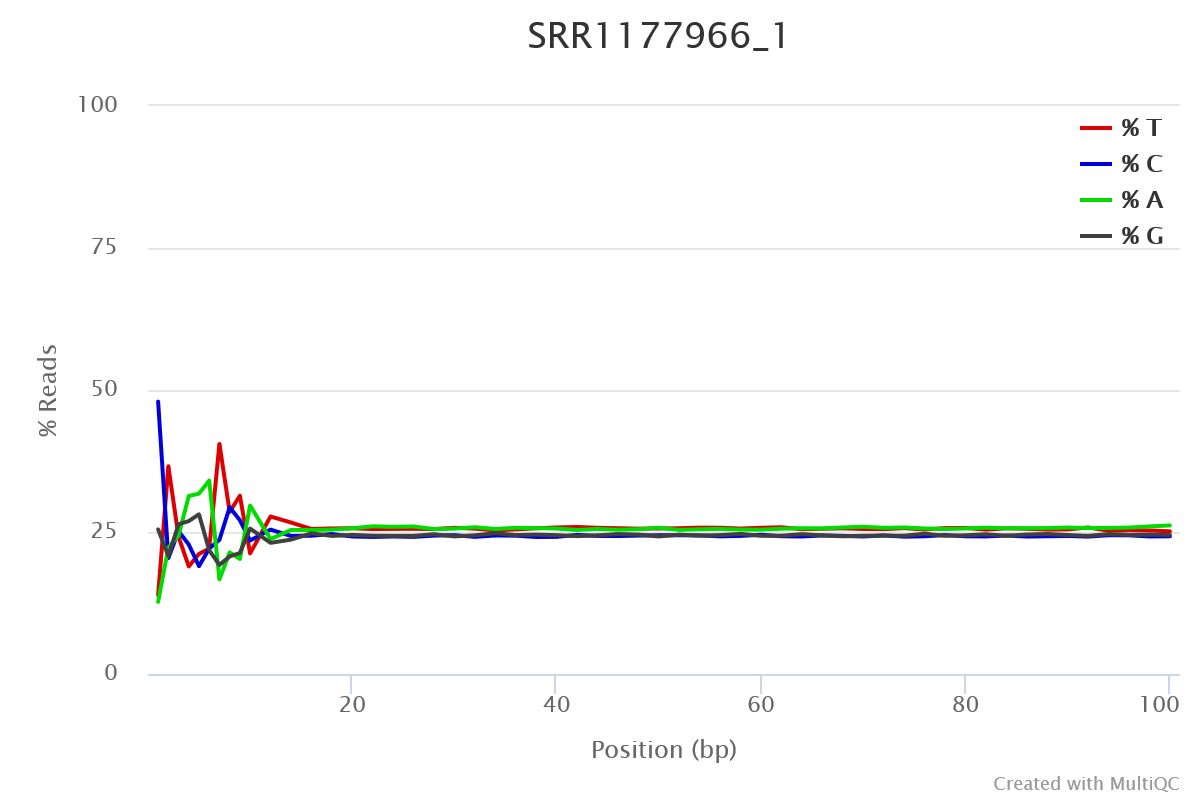 SRR1177966_1
100
75
50
25
0
% Reads
% T
% C
% A
% G
20
40
60
80
100
Position (bp)
Created with MultiQC